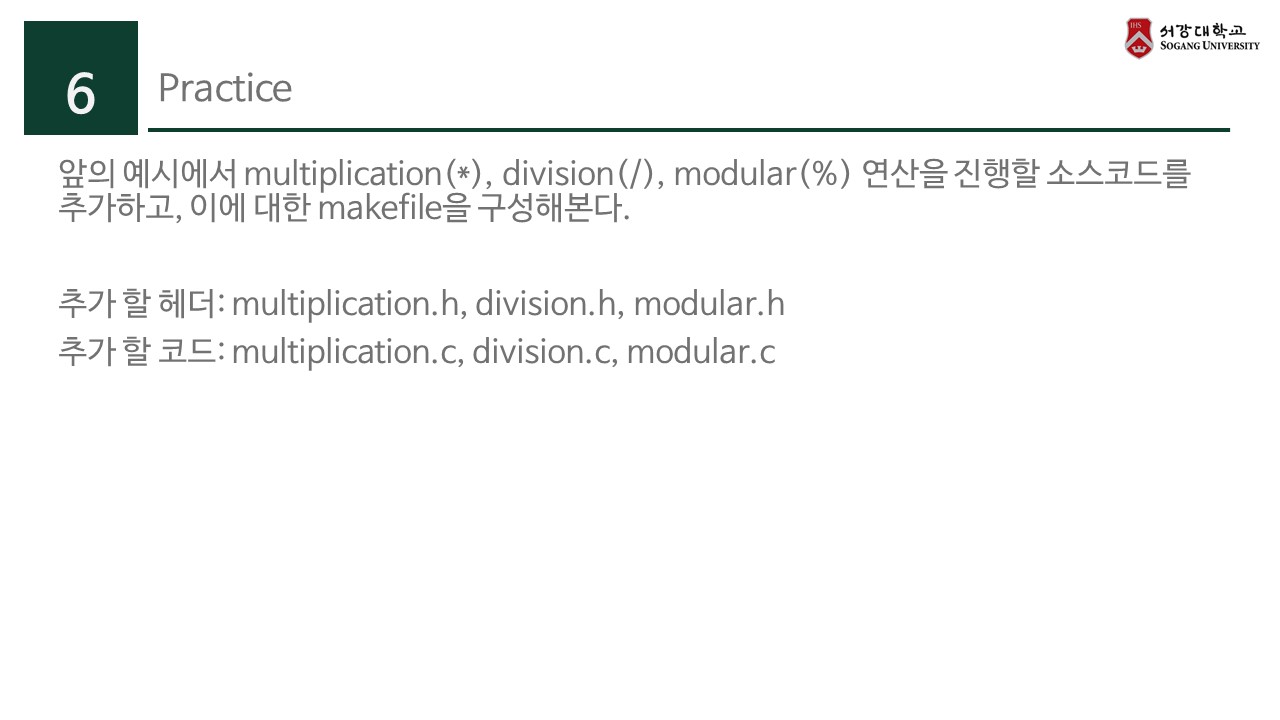 서강대학교
IHS
SOGANG UNIVERSITY
6
Practice
앞의 예시에서 multiplication(*), division(/), modular(%) 연산을 진행할 소스코드를
추가하고, 이에 대한 makefile을 구성해본다.
추가 할 헤더: multiplication.h, division.h, modular.h
추가 할 코드: multiplication.c, division.c, modular.c